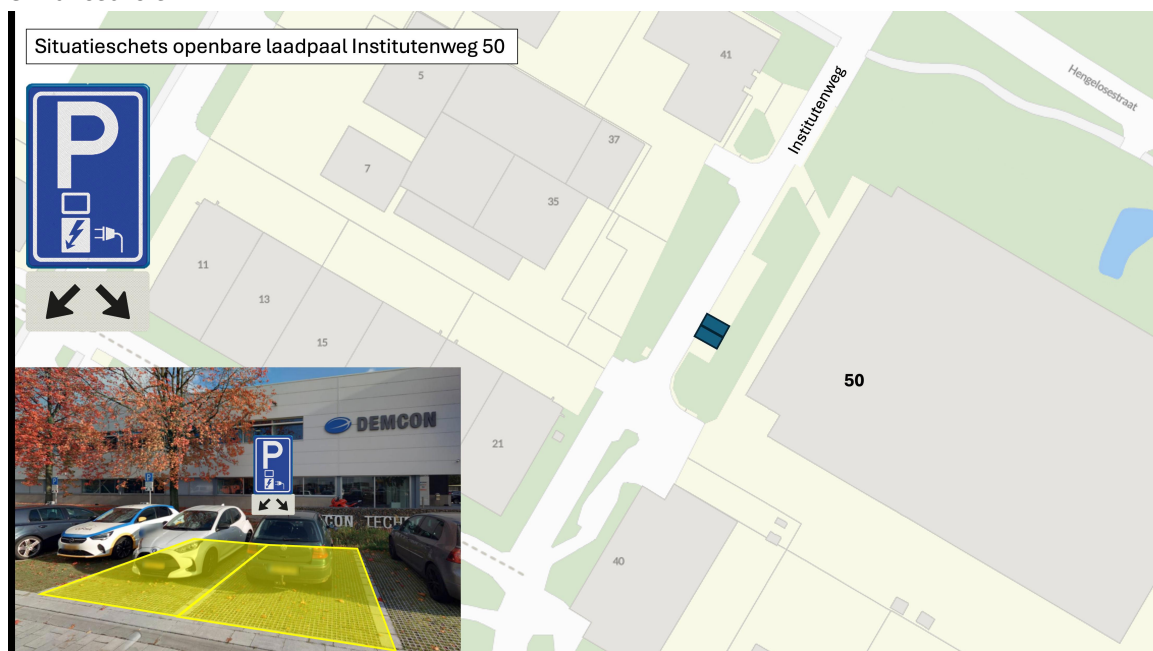 Situatieschets openbare laadpaal Institutenweg 50
P
41
5
Institutenweg
Hengelosestraat
37
7
35
11
13
15
50
21
40
DEMCON
P